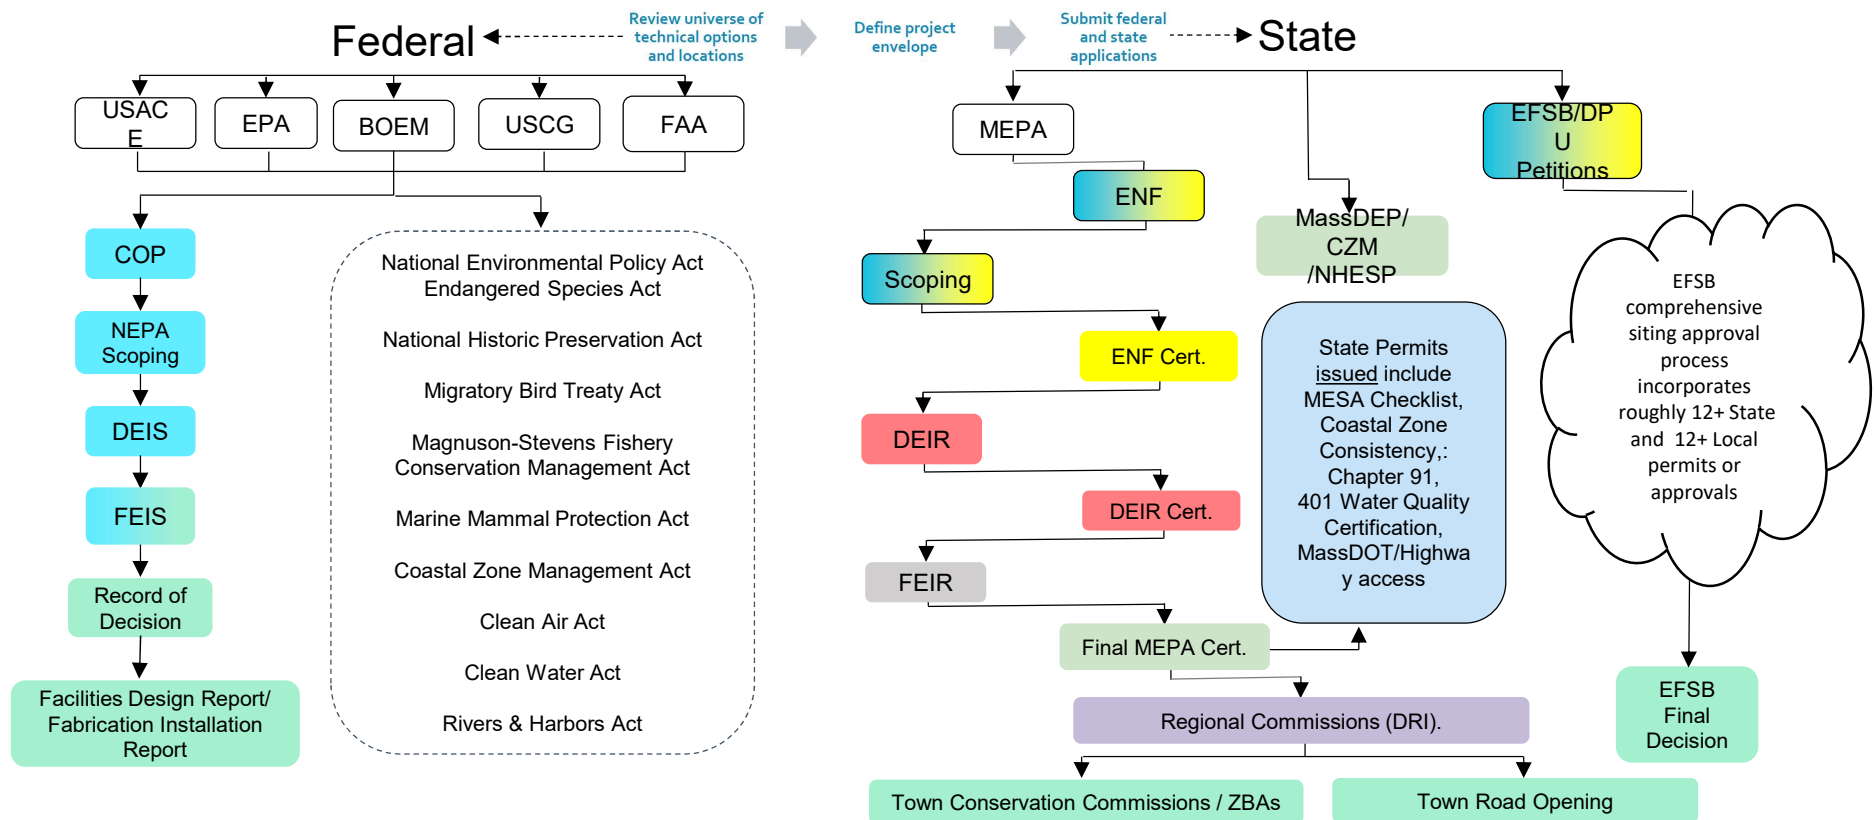 Federal
Review universe of
technical options
and locations
Define project
envelope
Submit federal
and state
applications
State
USAC
E
EPA
BOEM
USCG
FAA
COP
NEPA
Scoping
DEIS
FEIS
Record of
Decision
Facilities Design Report/
Fabrication Installation
Report
National Environmental Policy Act
Endangered Species Act
National Historic Preservation Act
Migratory Bird Treaty Act
Magnuson-Stevens Fishery
Conservation Management Act
Marine Mammal Protection Act
Coastal Zone Management Act
Clean Air Act
Clean Water Act
Rivers & Harbors Act
MEPA
ENF
Scoping
ENF Cert.
DEIR
DEIR Cert.
FEIR
Final MEPA Cert.
Regional Commissions (DRI).
Town Conservation Commissions / ZBAs
Town Road Opening
MassDEP/
CZM
/NHESP
State Permits
issued include
MESA Checklist,
Coastal Zone
Consistency,:
Chapter 91,
401 Water Quality
Certification,
MassDOT/Highwa
y access
EFSB/DP
U
Petitions
EFSB
comprehensive
siting approval
process
incorporates
roughly 12+ State
and 12+ Local
permits or
approvals
EFSB
Final
Decision